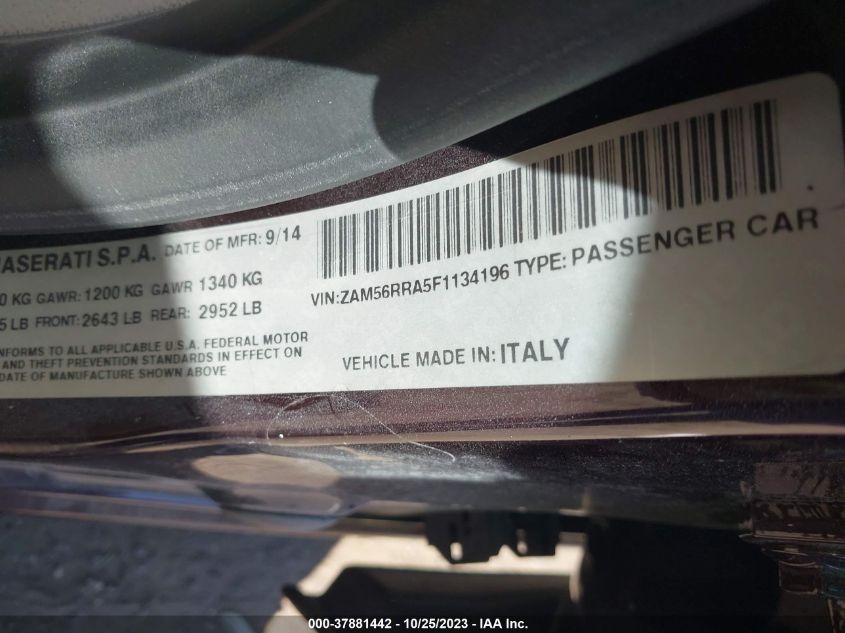 ASERATI S.P.A. DATE OF MFR: 9/14
0 KG GAWR: 1200 KG GAWR 1340 KG
5 LB FRONT: 2643 LB REAR: 2952 LB
NFORMS TO ALL APPLICABLE U.S.A. FEDERAL MOTOR
AND THEFT PREVENTION STANDARDS IN EFFECT ON
DATE OF MANUFACTURE SHOWN ABOVE
VIN:ZAM56RRA5F1134196 TYPE: PASSENGER CAR
VEHICLE MADE IN: ITALY
000-37881442 - 10/25/2023 - IAA Inc.